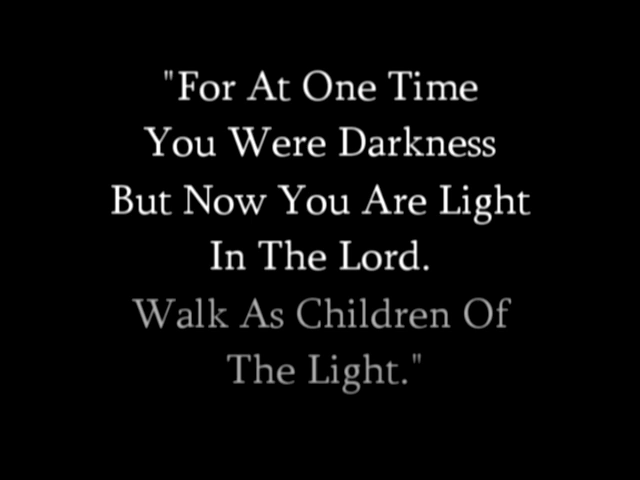 "For At One Time
You Were Darkness
But Now You Are Light
In The Lord.
Walk As Children Of
The Light."